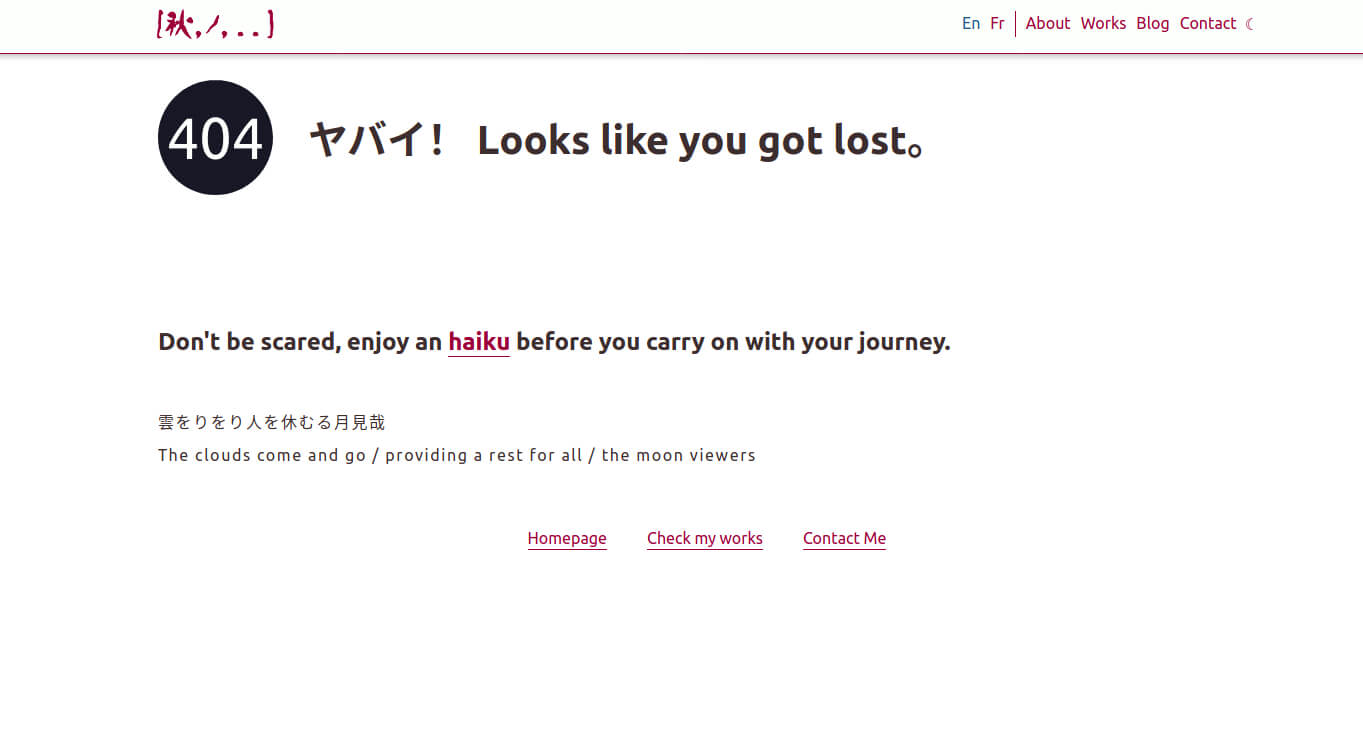 [秋,ノ,...]
En Fr About Works Blog Contact ☾
404
ヤバイ! Looks like you got lost。
Don't be scared, enjoy an haiku before you carry on with your journey.
雲をりをり人を休むる月見哉
The clouds come and go / providing a rest for all / the moon viewers
Homepage Check my works Contact Me